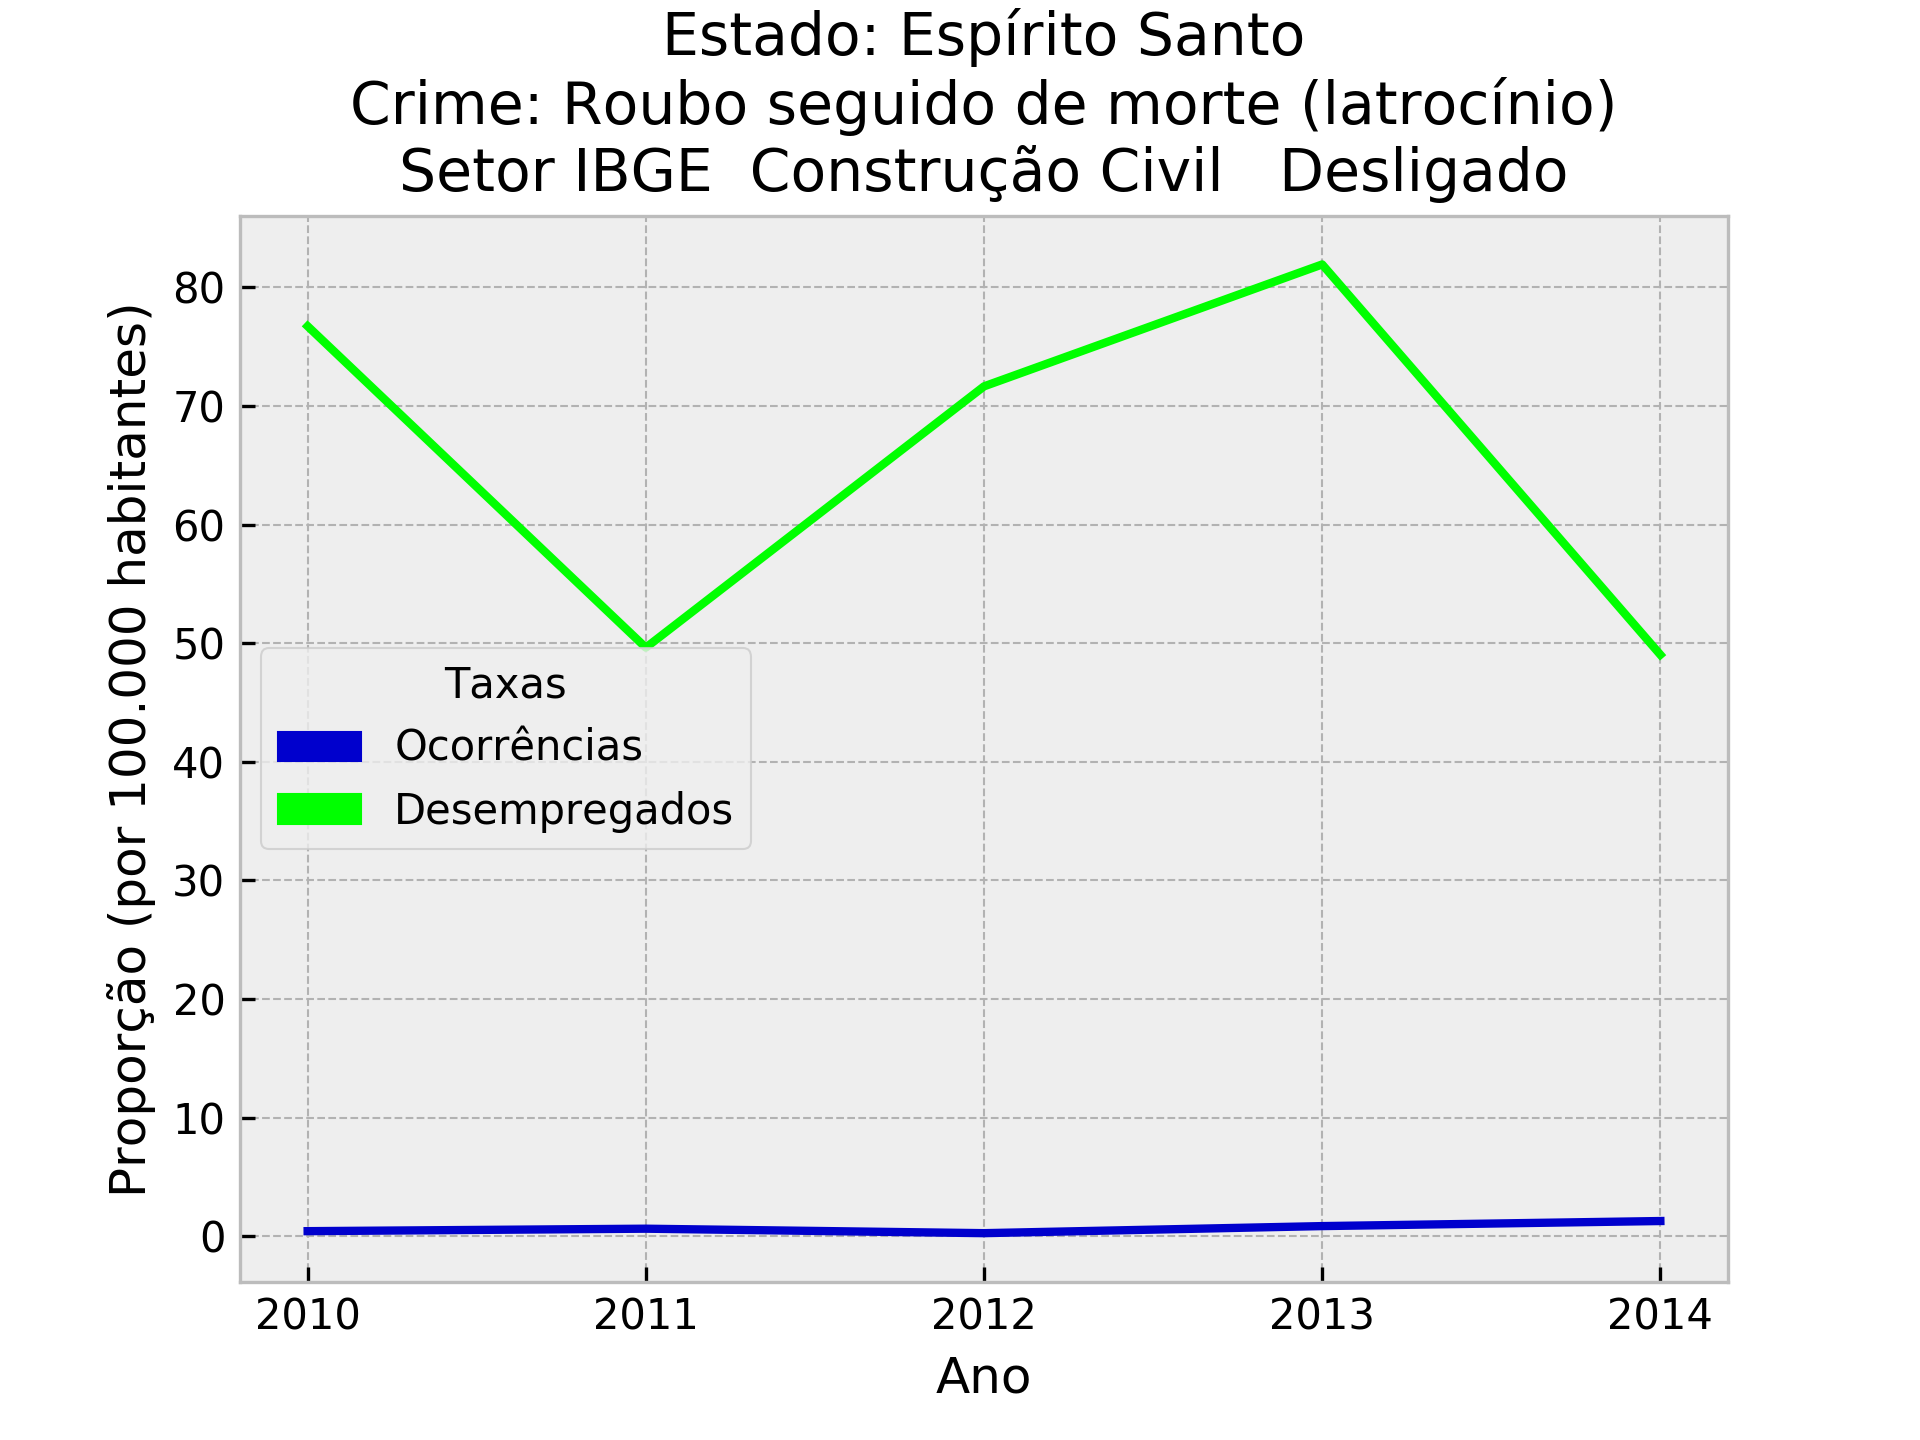 Estado: Espírito Santo
Crime: Roubo seguido de morte (latrocínio)
Setor IBGE  Construção Civil   Desligado
Proporção (por 100.000 habitantes)
80
70
60
50
40
30
20
10
0
Taxas
Ocorrências
Desempregados
2010 2011 2012 2013 2014
Ano